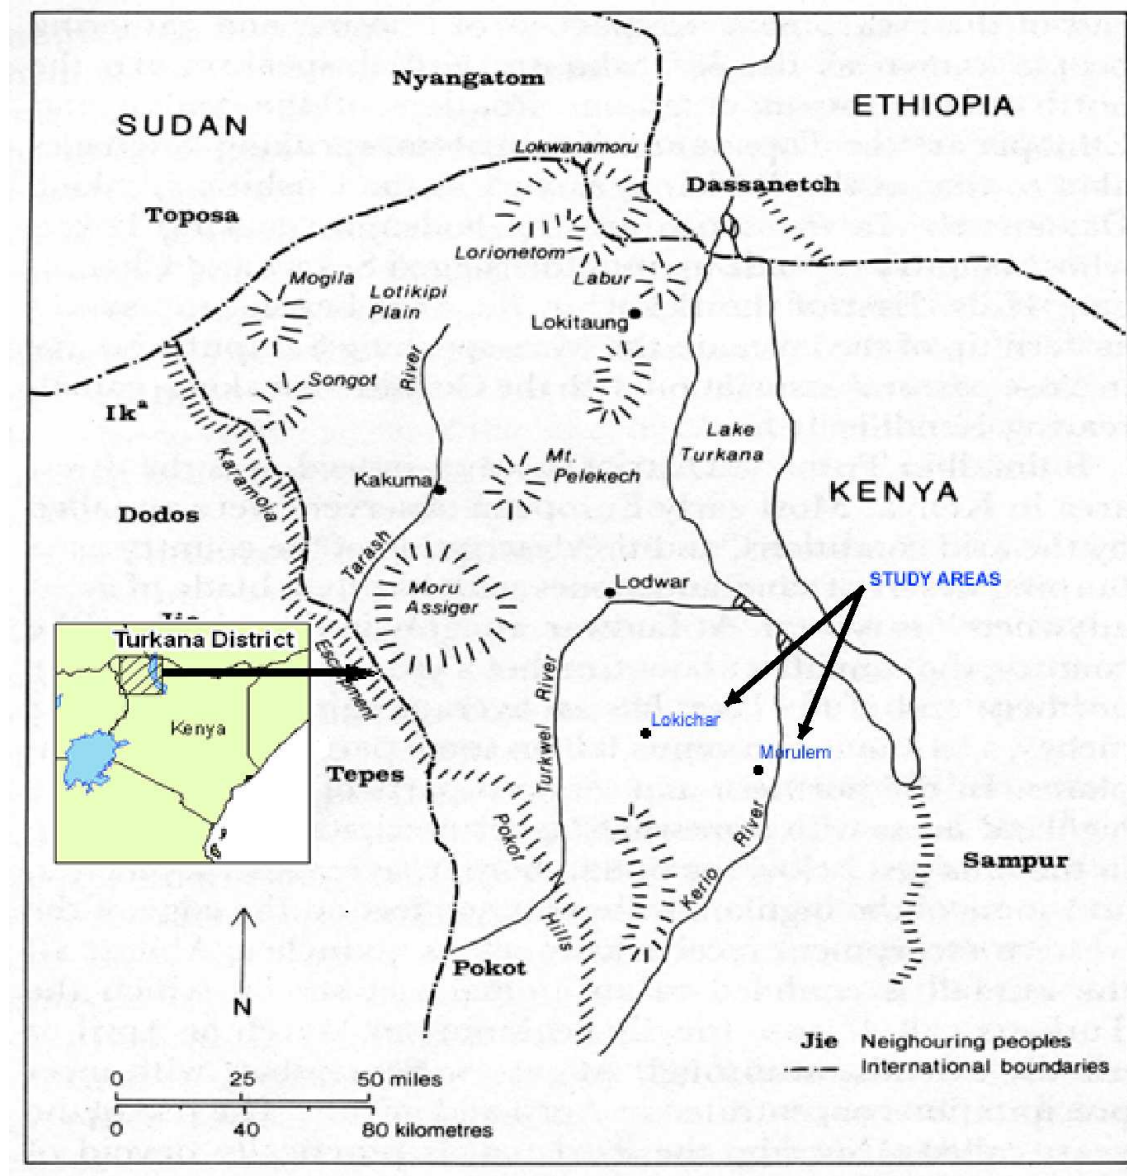 Nyangatom
ETHIOPIA
SUDAN
Lokwanamoru
Dassanetch
Toposa
Lorionetom
Mogila
Lotikipi
Plain
Labur
Lokitaung
River
Songot
Ikᵃ
Lake
Turkana
Karamoja
Mt.
Pelekech
Kakuma
KENYA
Dodos
Tarash
Lodwar
STUDY AREAS
Moru
Assiger
Turkana District
Escarpment
Kenya
Turkwel River
Lokichar
Morulem
Tepes
Pokot
Hills
Kerio
River
Sampur
Pokot
N
Jie Neighouring peoples
International boundaries
0 25 50 miles
0 40 80 kilometres